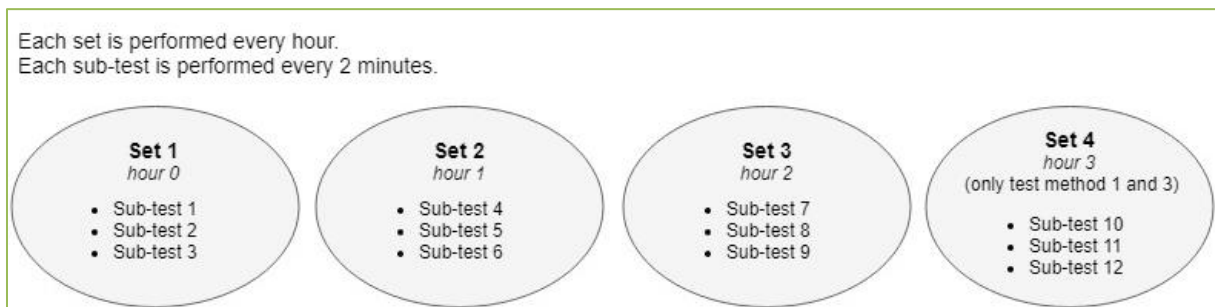 Each set is performed every hour.
Each sub-test is performed every 2 minutes.
Set 1
hour 0
• Sub-test 1
• Sub-test 2
• Sub-test 3
Set 2
hour 1
• Sub-test 4
• Sub-test 5
• Sub-test 6
Set 3
hour 2
• Sub-test 7
• Sub-test 8
• Sub-test 9
Set 4
hour 3
(only test method 1 and 3)
• Sub-test 10
• Sub-test 11
• Sub-test 12